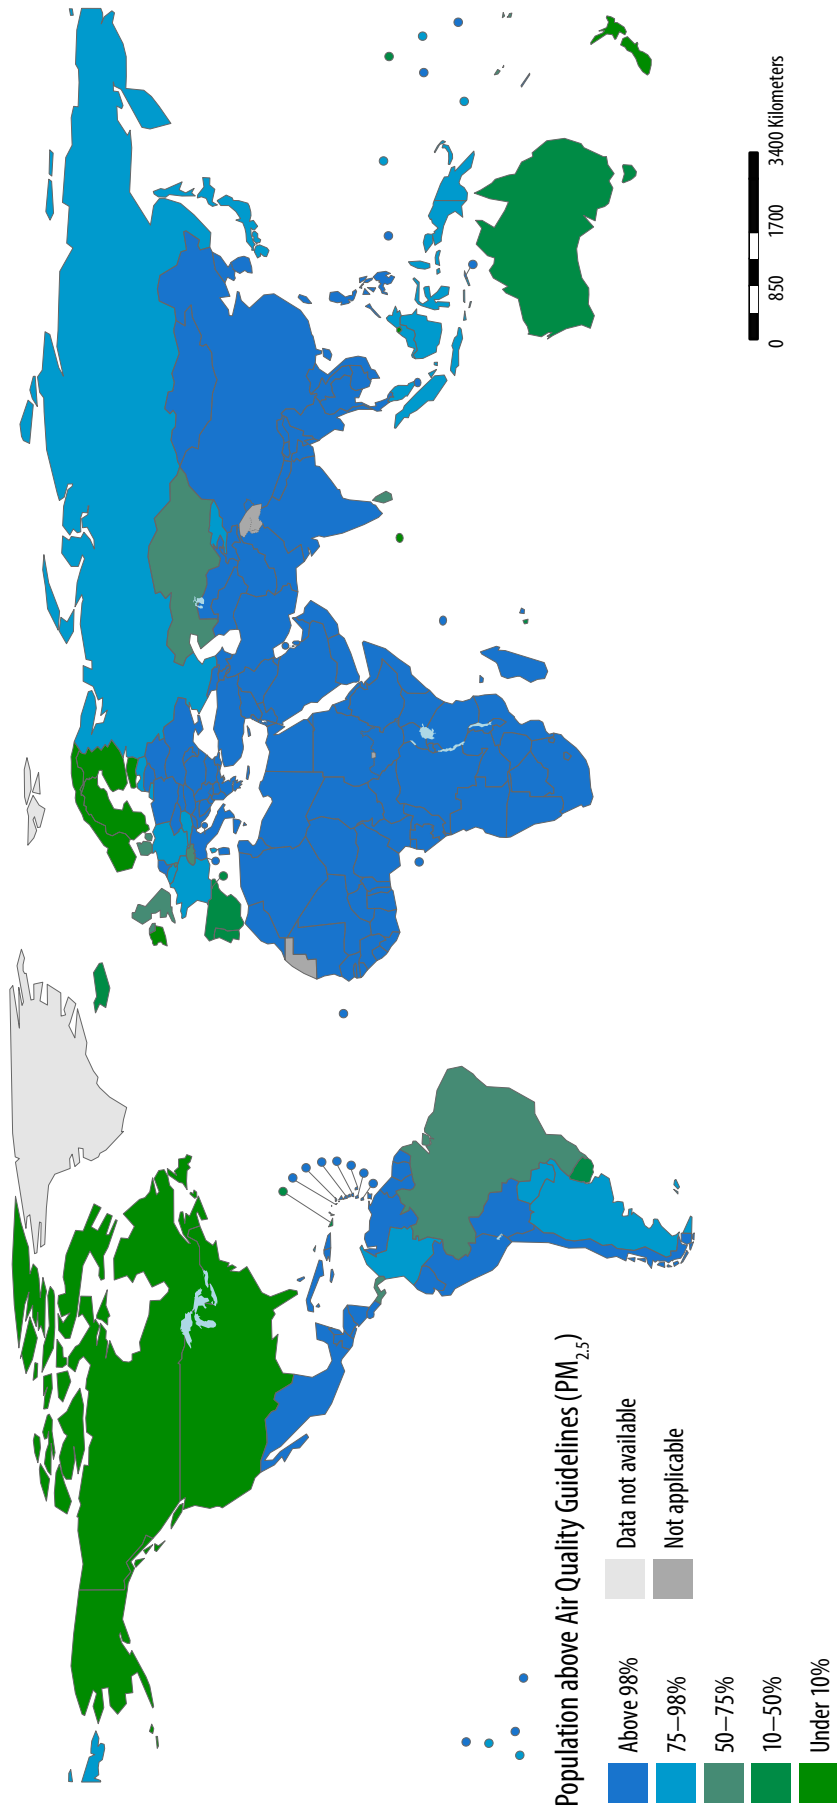 Population above Air Quality Guidelines (PM2.5)
Above 98%
75–98%
50–75%
10–50%
Under 10%
Data not available
Not applicable
0 850 1700 3400 Kilometers